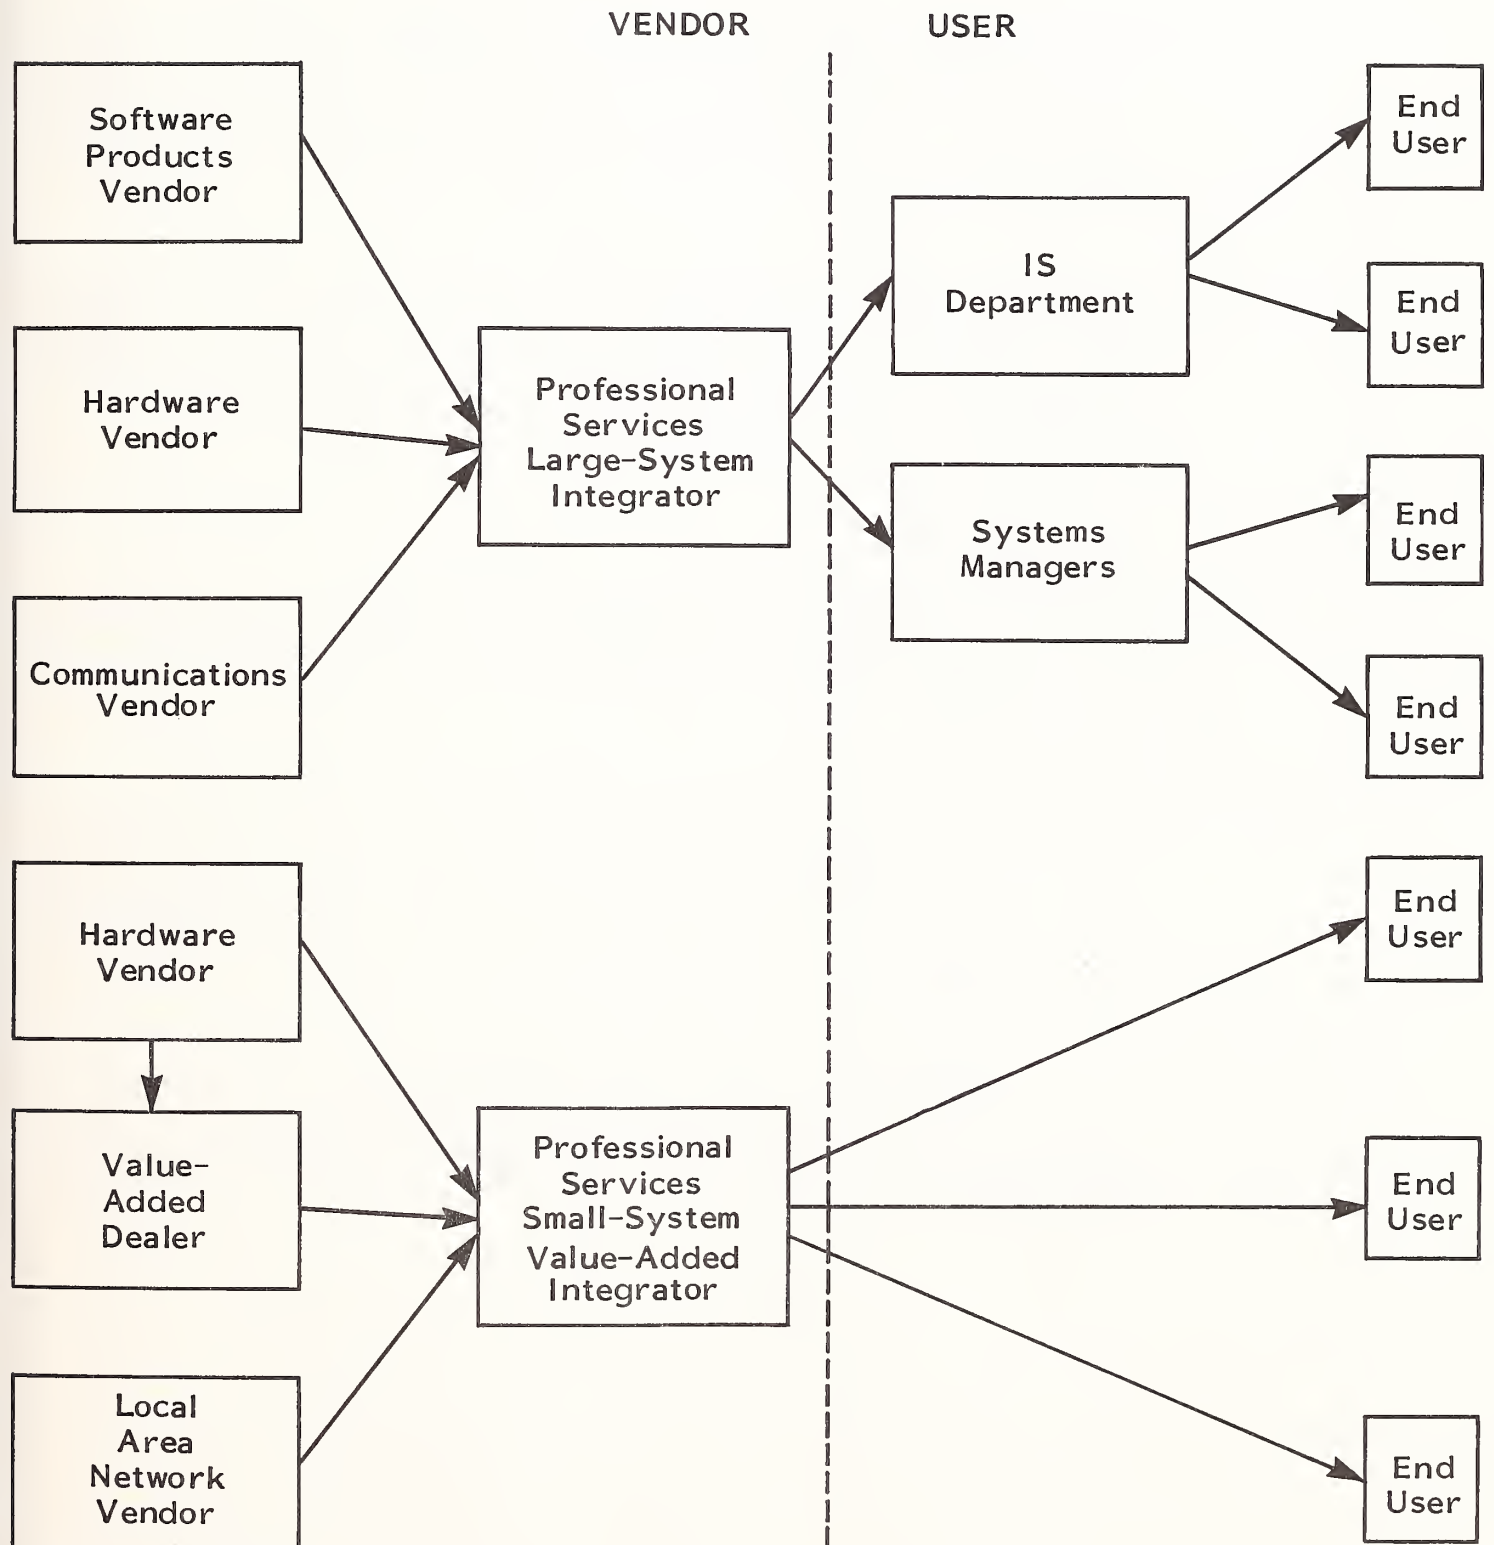 VENDOR
USER
Software
Products
Vendor
Hardware
Vendor
Communications
Vendor
Professional
Services
Large-System
Integrator
IS
Department
Systems
Managers
End
User
End
User
End
User
End
User
Hardware
Vendor
Value-
Added
Dealer
Local
Area
Network
Vendor
Professional
Services
Small-System
Value-Added
Integrator
End
User
End
User
End
User